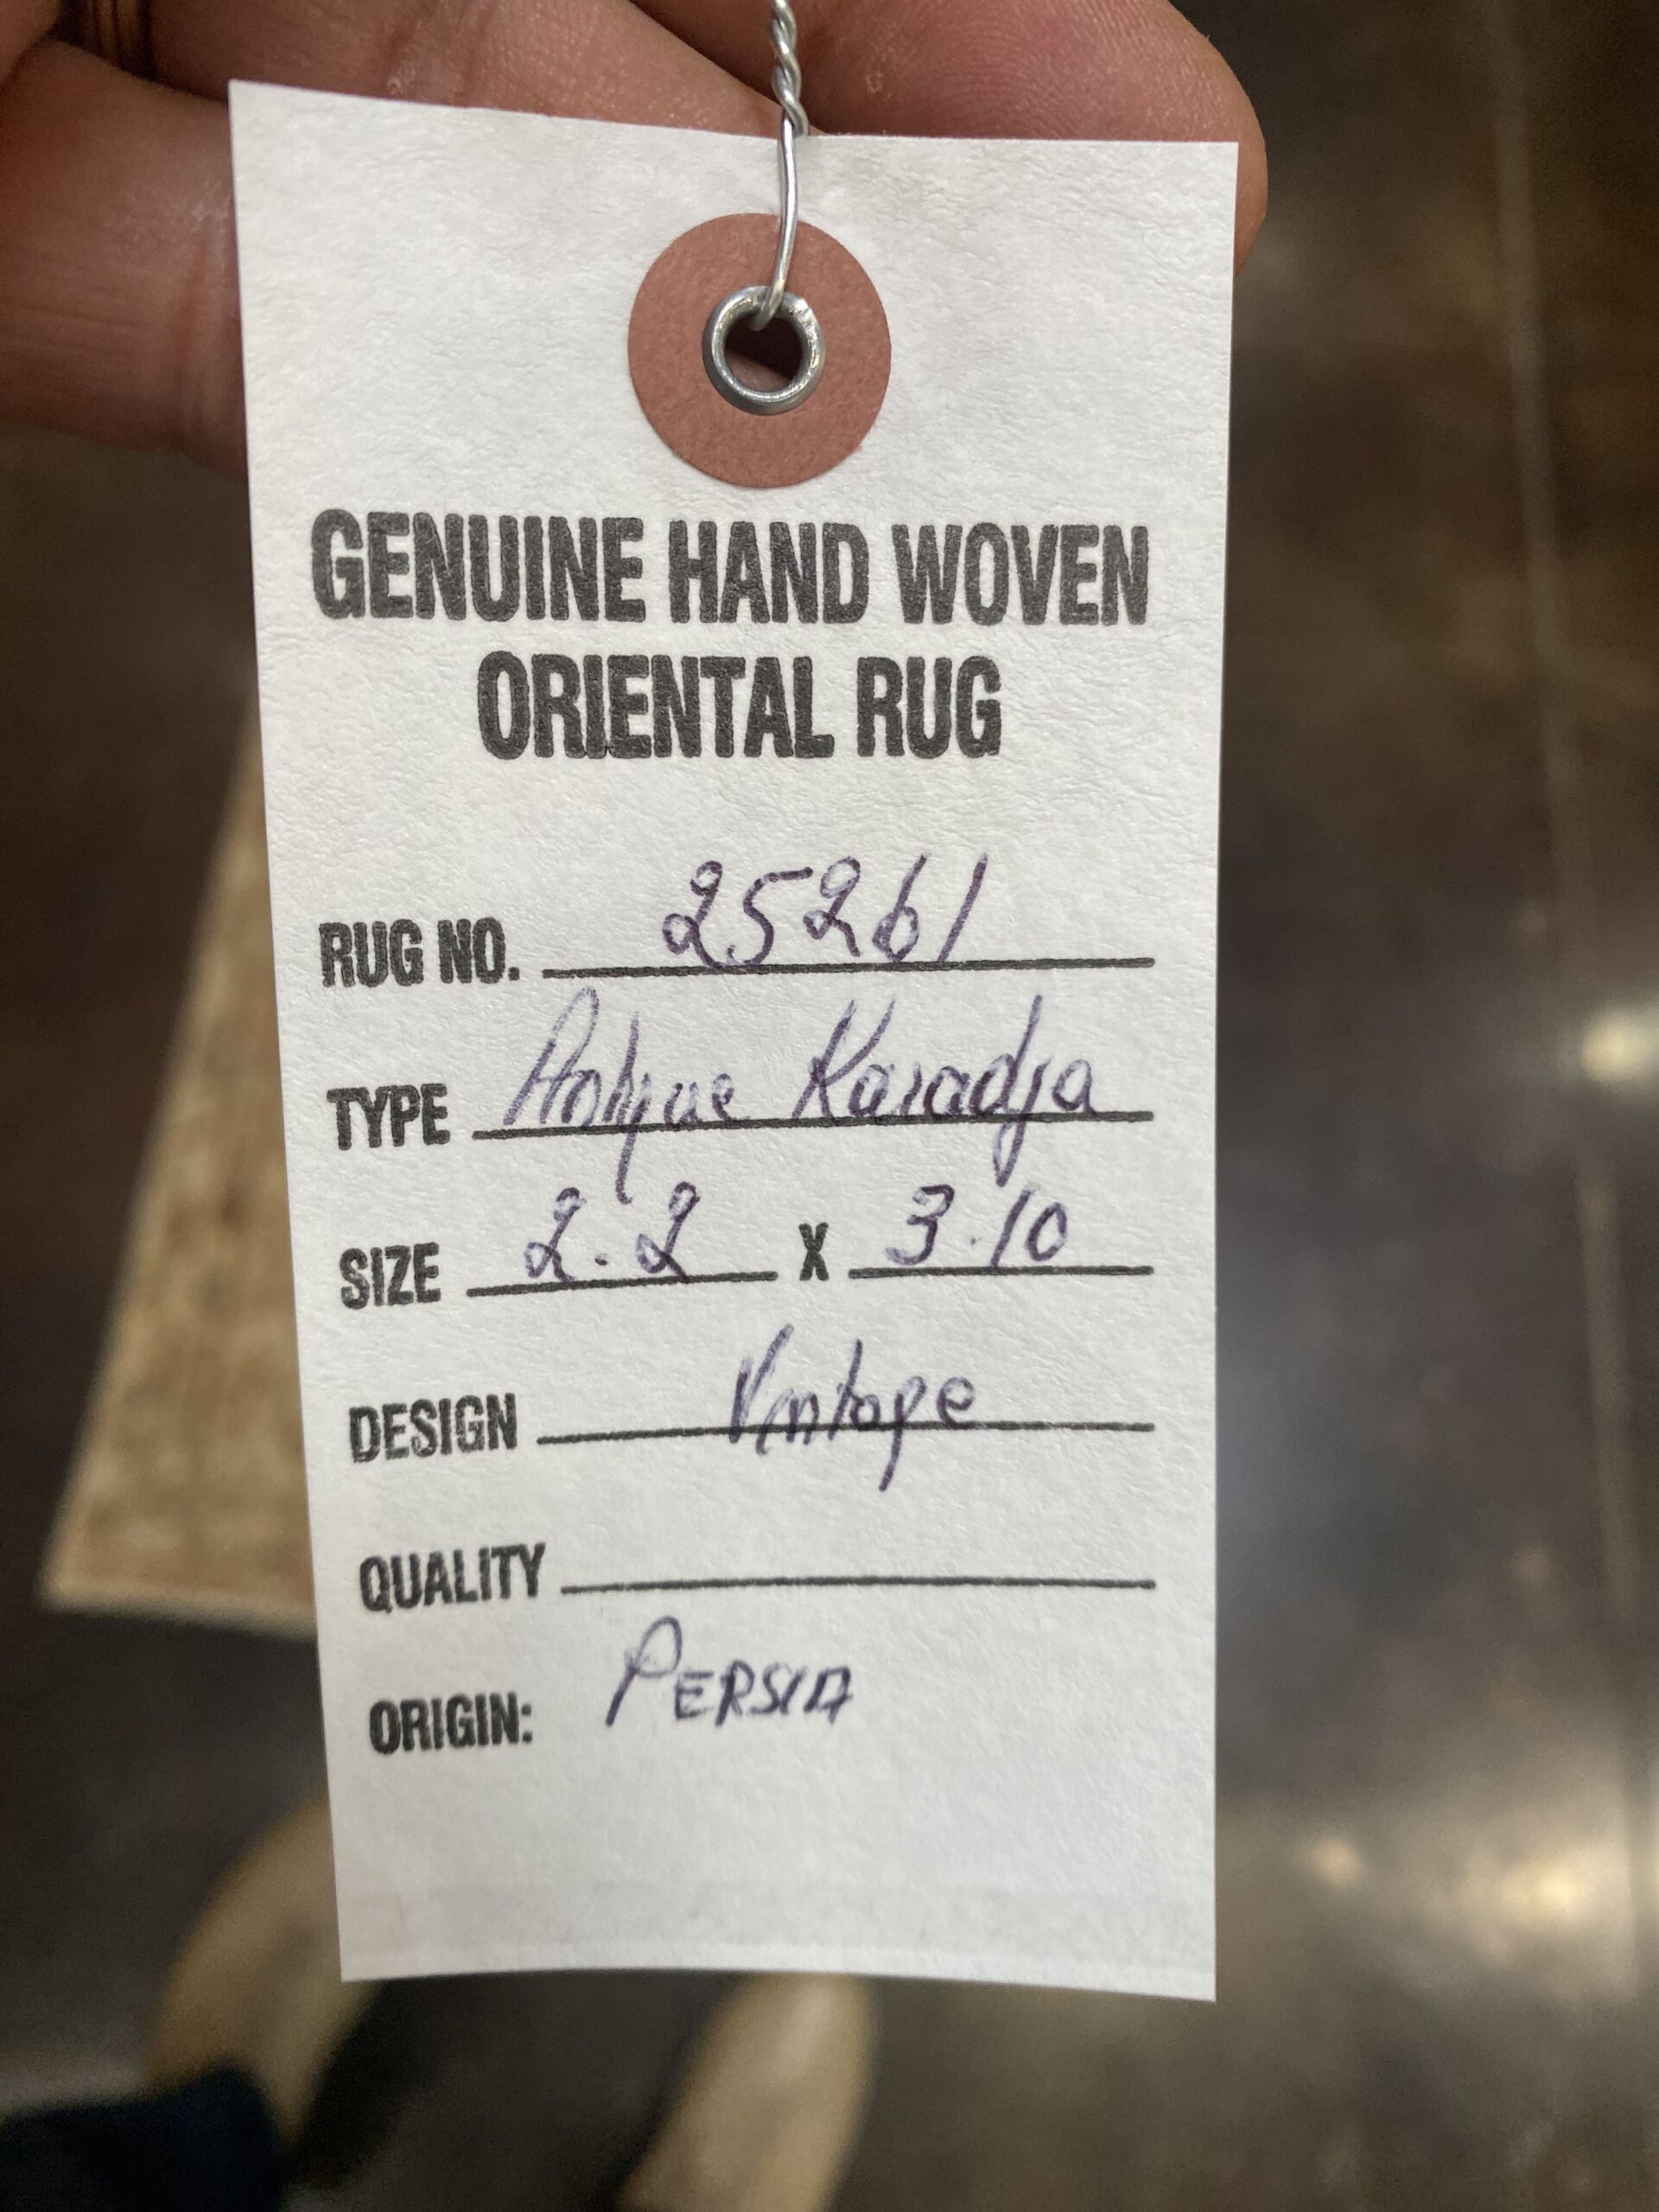 GENUINE HAND WOVEN
ORIENTAL RUG
RUG NO. 25261
TYPE Antique Karadja
SIZE 2.2 X 3.10
DESIGN Vintage
QUALITY
ORIGIN: PERSIA